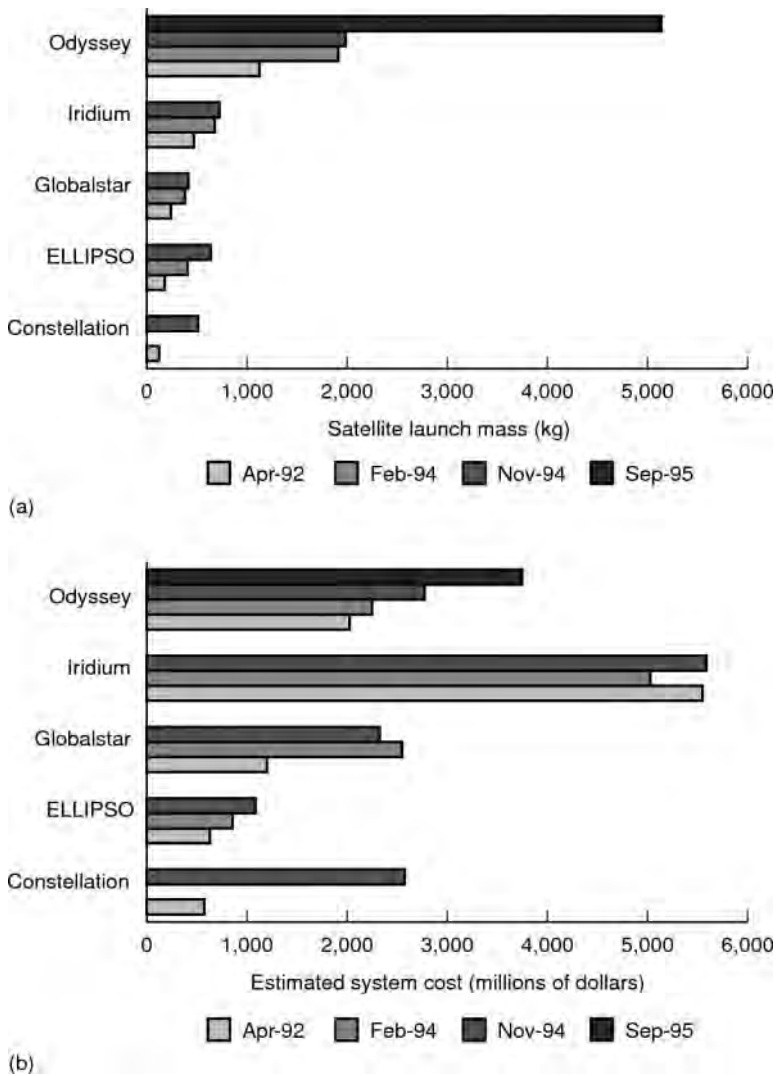 Odyssey
Iridium
Globalstar
ELLIPSO
Constellation
0 1,000 2,000 3,000 4,000 5,000 6,000
Satellite launch mass (kg)
Apr-92 Feb-94 Nov-94 Sep-95
(a)
Odyssey
Iridium
Globalstar
ELLIPSO
Constellation
0 1,000 2,000 3,000 4,000 5,000 6,000
Estimated system cost (millions of dollars)
Apr-92 Feb-94 Nov-94 Sep-95
(b)